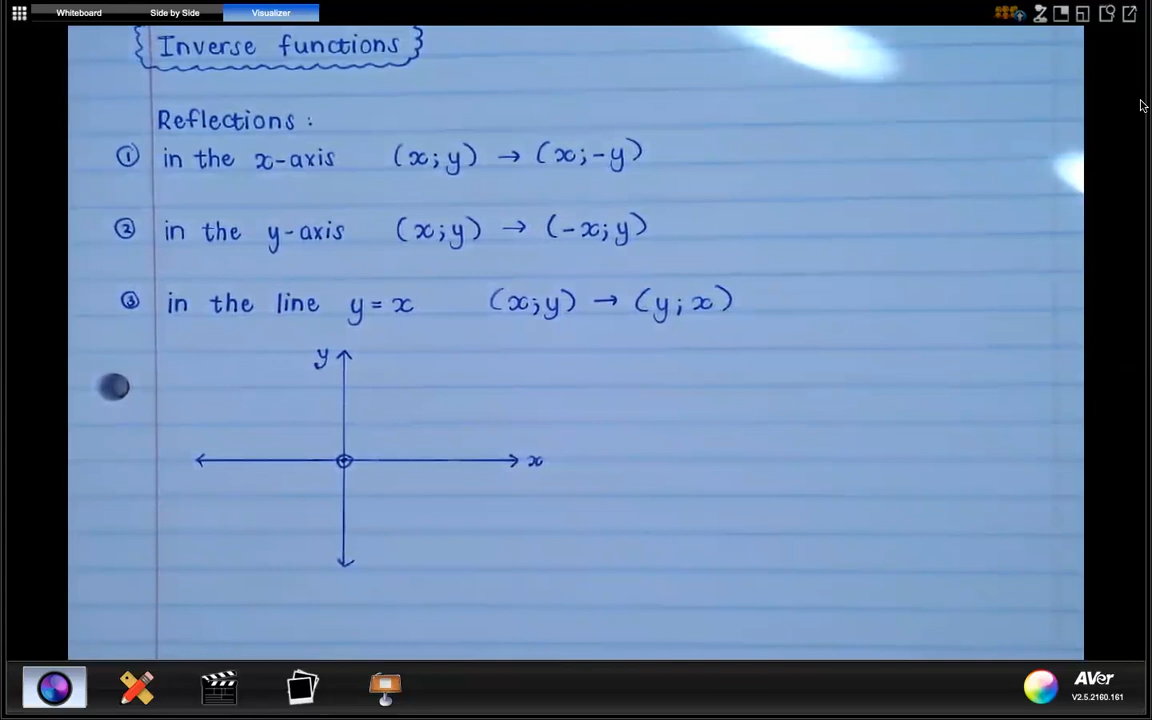 Whiteboard Side by Side Visualizer
Inverse functions
Reflections :
① in the x-axis (x;y) → (x;-y)
② in the y-axis (x;y) → (-x;y)
③ in the line y = x (x;y) → (y;x)
y
x
AVer
V2.5.2160.161